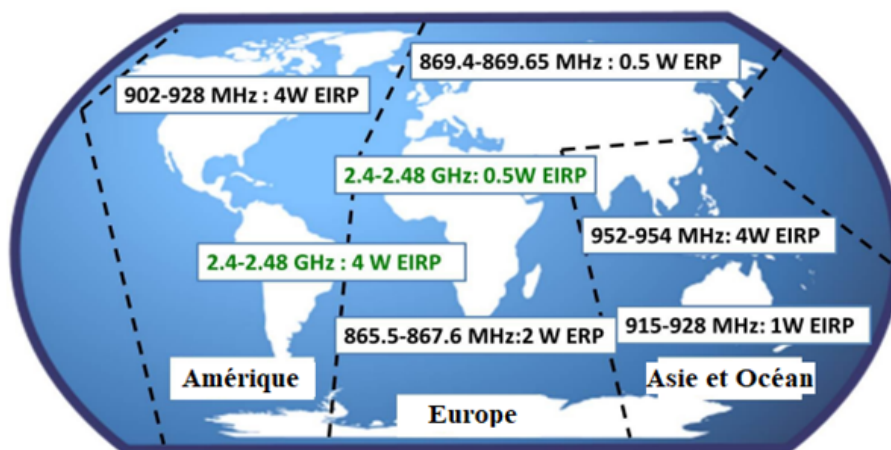 869.4-869.65 MHz : 0.5 W ERP
902-928 MHz : 4W EIRP
2.4-2.48 GHz: 0.5W EIRP
952-954 MHz: 4W EIRP
2.4-2.48 GHz : 4 W EIRP
865.5-867.6 MHz:2 W ERP
915-928 MHz: 1W EIRP
Amérique
Europe
Asie et Océan